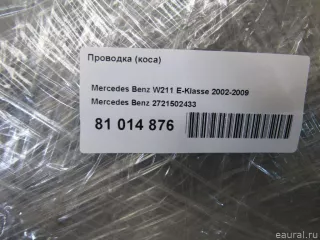 Проводка (коса)
Mercedes Benz W211 E-Klasse 2002-2009
Mercedes Benz 2721502433
81 014 876
eaural.ru